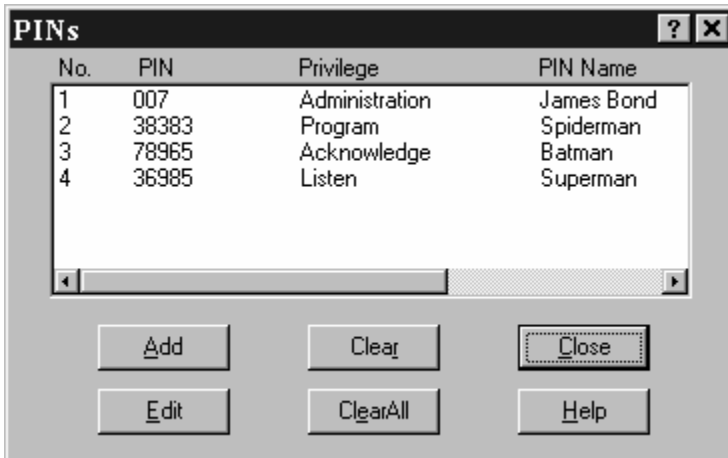 PINs
No. PIN Privilege PIN Name
1 007 Administration James Bond
2 38383 Program Spiderman
3 78965 Acknowledge Batman
4 36985 Listen Superman
Add Clear Close
Edit ClearAll Help